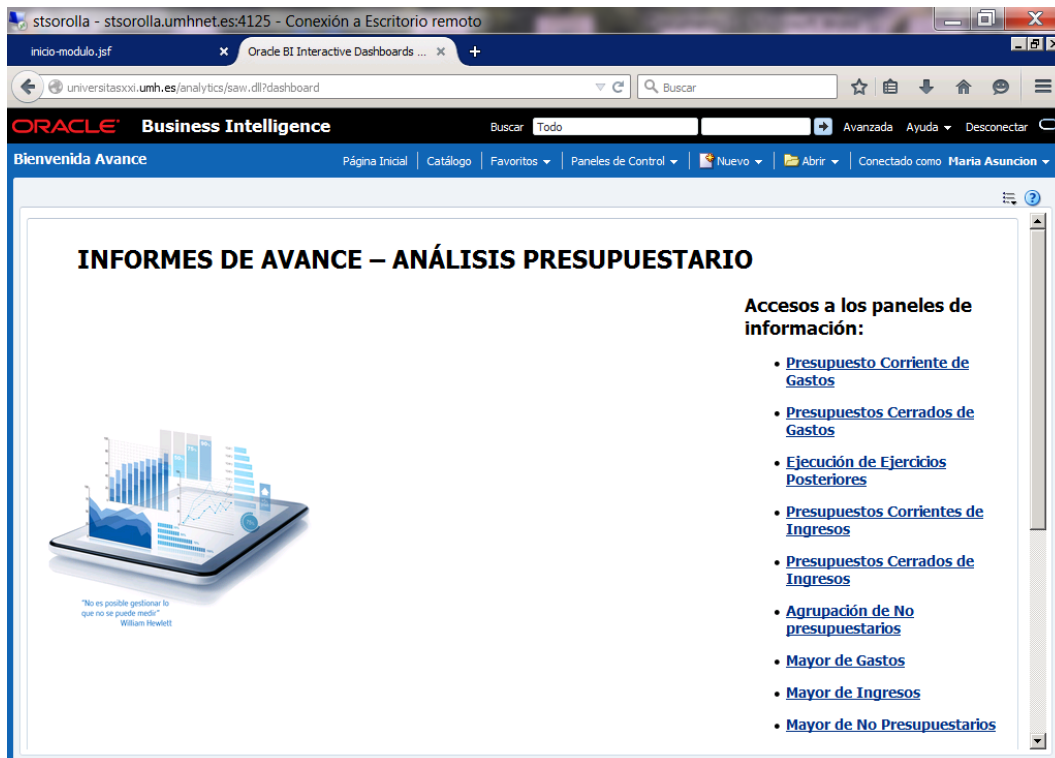 stsorolla - stsorolla.umhnet.es:4125 - Conexión a Escritorio remoto
inicio-modulo.jsf
Oracle BI Interactive Dashboards ...
universitasxxi.umh.es/analytics/saw.dll?dashboard
Buscar
ORACLE Business Intelligence
Buscar Todo
Avanzada Ayuda Desconectar
Bienvenida Avance
Página Inicial Catálogo Favoritos Paneles de Control Nuevo Abrir Conectado como Maria Asuncion
INFORMES DE AVANCE – ANÁLISIS PRESUPUESTARIO
Accesos a los paneles de
información:
• Presupuesto Corriente de
Gastos
• Presupuestos Cerrados de
Gastos
• Ejecución de Ejercicios
Posteriores
• Presupuestos Corrientes de
Ingresos
• Presupuestos Cerrados de
Ingresos
• Agrupación de No
presupuestarios
• Mayor de Gastos
• Mayor de Ingresos
• Mayor de No Presupuestarios
"No es posible gestionar lo
que no se puede medir"
William Hewlett